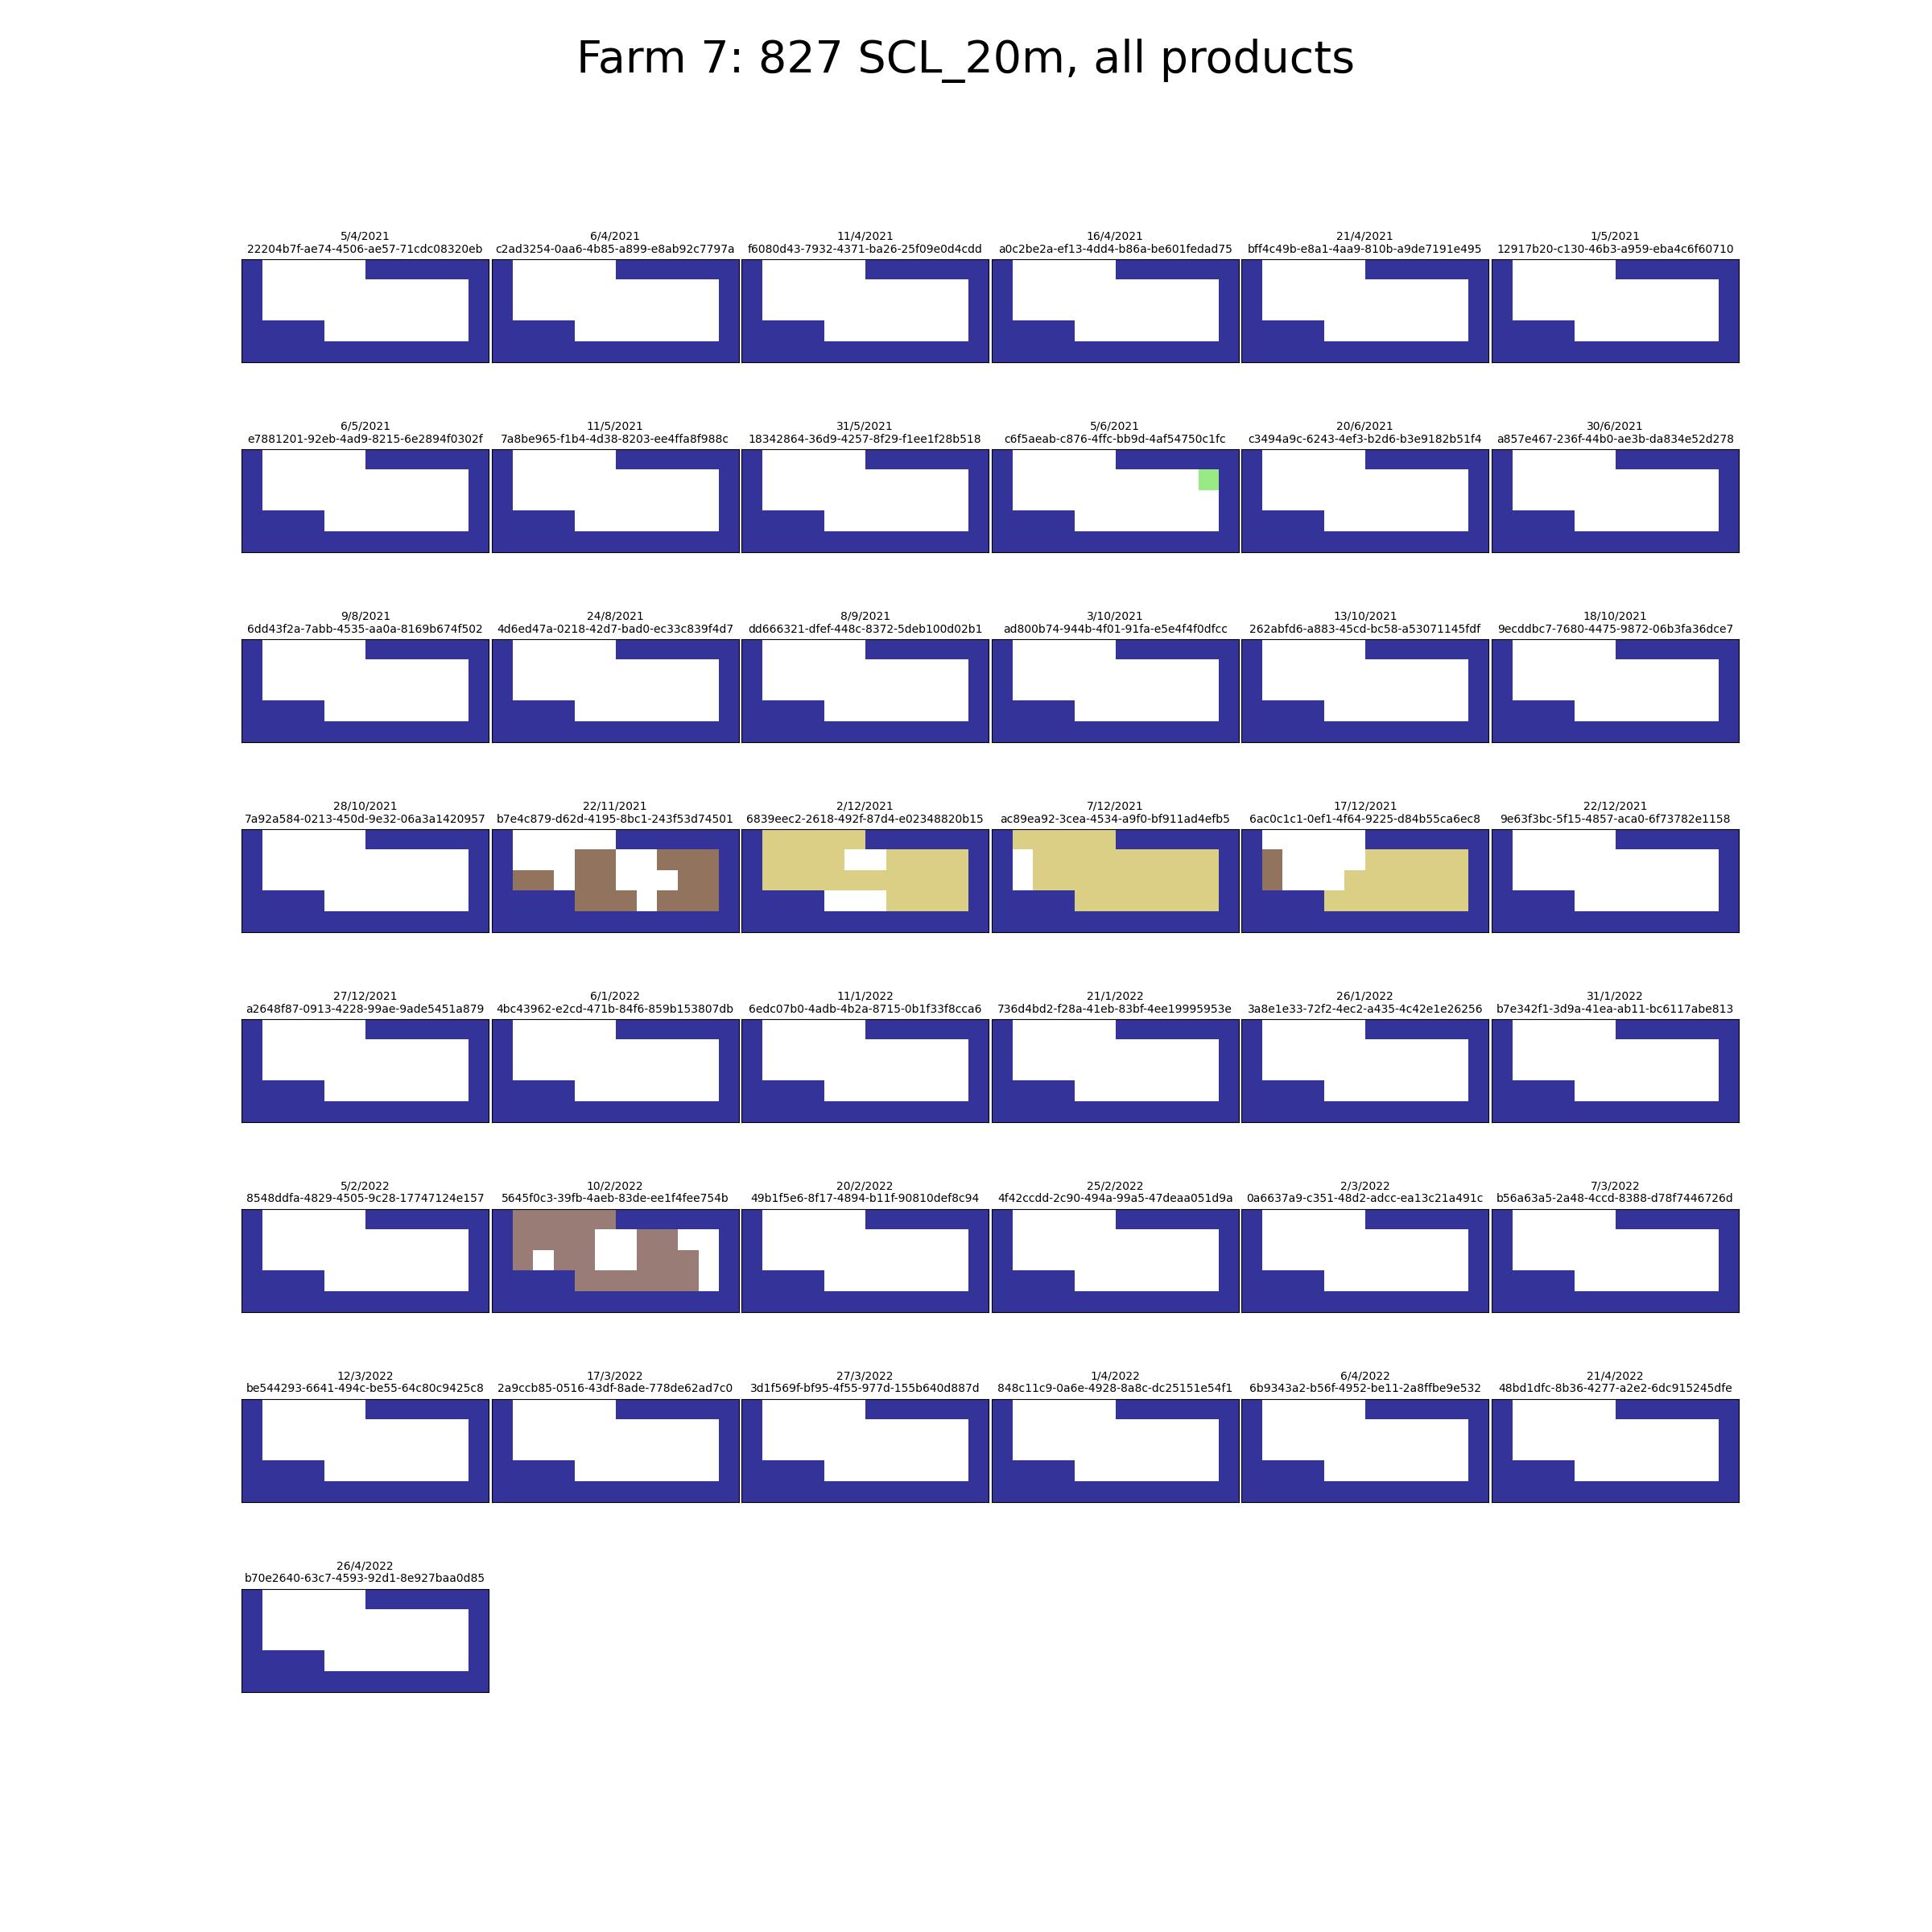 Farm 7: 827 SCL_20m, all products
5/4/2021
22204b7f-ae74-4506-ae57-71cdc08320eb
6/4/2021
c2ad3254-0aa6-4b85-a899-e8ab92c7797a
11/4/2021
f6080d43-7932-4371-ba26-25f09e0d4cdd
16/4/2021
a0c2be2a-ef13-4dd4-b86a-be601fedad75
21/4/2021
bff4c49b-e8a1-4aa9-810b-a9de7191e495
1/5/2021
12917b20-c130-46b3-a959-eba4c6f60710
6/5/2021
e7881201-92eb-4ad9-8215-6e2894f0302f
11/5/2021
7a8be965-f1b4-4d38-8203-ee4ffa8f988c
31/5/2021
18342864-36d9-4257-8f29-f1ee1f28b518
5/6/2021
c6f5aeab-c876-4ffc-bb9d-4af54750c1fc
20/6/2021
c3494a9c-6243-4ef3-b2d6-b3e9182b51f4
30/6/2021
a857e467-236f-44b0-ae3b-da834e52d278
9/8/2021
6dd43f2a-7abb-4535-aa0a-8169b674f502
24/8/2021
4d6ed47a-0218-42d7-bad0-ec33c839f4d7
8/9/2021
dd666321-dfef-448c-8372-5deb100d02b1
3/10/2021
ad800b74-944b-4f01-91fa-e5e4f4f0dfcc
13/10/2021
262abfd6-a883-45cd-bc58-a53071145fdf
18/10/2021
9ecddbc7-7680-4475-9872-06b3fa36dce7
28/10/2021
7a92a584-0213-450d-9e32-06a3a1420957
22/11/2021
b7e4c879-d62d-4195-8bc1-243f53d74501
2/12/2021
6839eec2-2618-492f-87d4-e02348820b15
7/12/2021
ac89ea92-3cea-4534-a9f0-bf911ad4efb5
17/12/2021
6ac0c1c1-0ef1-4f64-9225-d84b55ca6ec8
22/12/2021
9e63f3bc-5f15-4857-aca0-6f73782e1158
27/12/2021
a2648f87-0913-4228-99ae-9ade5451a879
6/1/2022
4bc43962-e2cd-471b-84f6-859b153807db
11/1/2022
6edc07b0-4adb-4b2a-8715-0b1f33f8cca6
21/1/2022
736d4bd2-f28a-41eb-83bf-4ee19995953e
26/1/2022
3a8e1e33-72f2-4ec2-a435-4c42e1e26256
31/1/2022
b7e342f1-3d9a-41ea-ab11-bc6117abe813
5/2/2022
8548ddfa-4829-4505-9c28-17747124e157
10/2/2022
5645f0c3-39fb-4aeb-83de-ee1f4fee754b
20/2/2022
49b1f5e6-8f17-4894-b11f-90810def8c94
25/2/2022
4f42ccdd-2c90-494a-99a5-47deaa051d9a
2/3/2022
0a6637a9-c351-48d2-adcc-ea13c21a491c
7/3/2022
b56a63a5-2a48-4ccd-8388-d78f7446726d
12/3/2022
be544293-6641-494c-be55-64c80c9425c8
17/3/2022
2a9ccb85-0516-43df-8ade-778de62ad7c0
27/3/2022
3d1f569f-bf95-4f55-977d-155b640d887d
1/4/2022
848c11c9-0a6e-4928-8a8c-dc25151e54f1
6/4/2022
6b9343a2-b56f-4952-be11-2a8ffbe9e532
21/4/2022
48bd1dfc-8b36-4277-a2e2-6dc915245dfe
26/4/2022
b70e2640-63c7-4593-92d1-8e927baa0d85